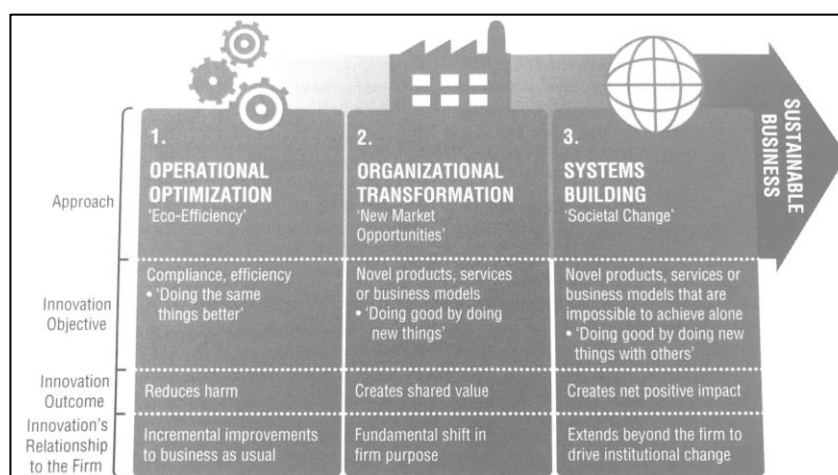 SUSTAINABLE
BUSINESS
Approach
1.
OPERATIONAL
OPTIMIZATION
'Eco-Efficiency'
2.
ORGANIZATIONAL
TRANSFORMATION
'New Market
Opportunities'
3.
SYSTEMS
BUILDING
'Societal Change'
Innovation
Objective
Compliance, efficiency
• 'Doing the same
things better'
Novel products, services
or business models
• 'Doing good by doing
new things'
Novel products, services or
business models that are
impossible to achieve alone
• 'Doing good by doing new
things with others'
Innovation
Outcome
Reduces harm
Creates shared value
Creates net positive impact
Innovation's
Relationship
to the Firm
Incremental improvements
to business as usual
Fundamental shift in
firm purpose
Extends beyond the firm to
drive institutional change